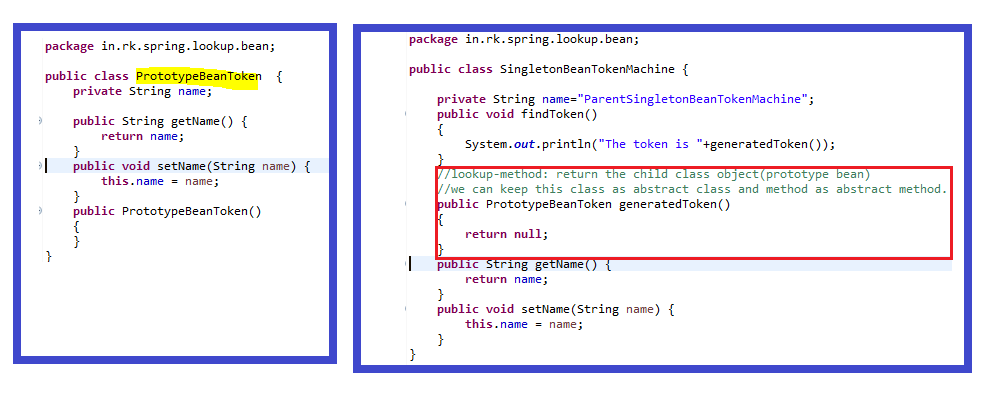 package in.rk.spring.lookup.bean;
public class PrototypeBeanToken  {
private String name;
public String getName() {
return name;
}
public void setName(String name) {
this.name = name;
}
public PrototypeBeanToken()
{
}
}
package in.rk.spring.lookup.bean;
public class SingletonBeanTokenMachine {
private String name="ParentSingletonBeanTokenMachine";
public void findToken()
{
System.out.println("The token is "+generatedToken());
}
//lookup-method: return the child class object(prototype bean)
//we can keep this class as abstract class and method as abstract method.
public PrototypeBeanToken generatedToken()
{
return null;
}
public String getName() {
return name;
}
public void setName(String name) {
this.name = name;
}
}